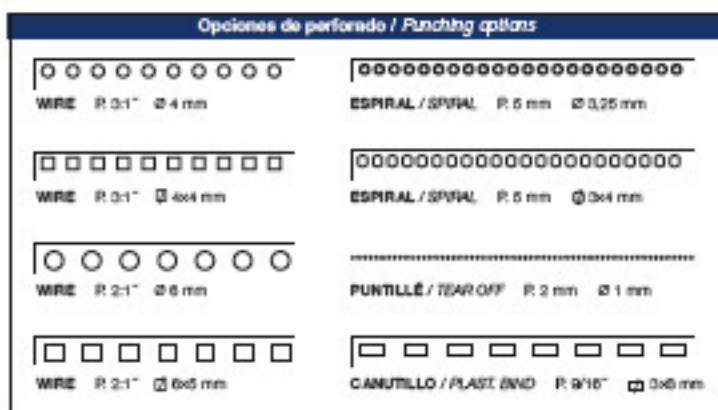 Opciones de perforado / Punching options
WIRE P. 3:1" Ø 4 mm
ESPIRAL / SPIRAL P. 5 mm Ø 3,25 mm
WIRE P. 3:1" 4x4 mm
ESPIRAL / SPIRAL P. 5 mm 3x4 mm
WIRE P. 2:1" Ø 6 mm
PUNTILLÉ / TEAR OFF P. 2 mm Ø 1 mm
WIRE P. 2:1" mm
CANUTILLO / PLAST. BIND P. 9/16" 3x8 mm